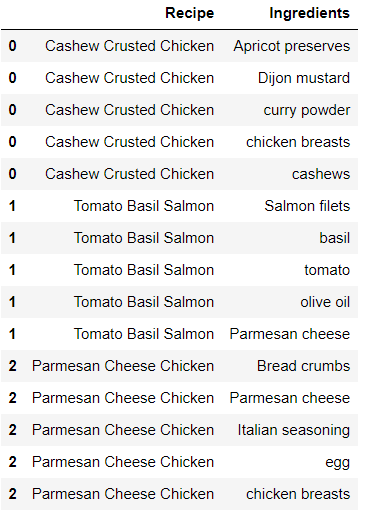 Recipe Ingredients
0 Cashew Crusted Chicken Apricot preserves
0 Cashew Crusted Chicken Dijon mustard
0 Cashew Crusted Chicken curry powder
0 Cashew Crusted Chicken chicken breasts
0 Cashew Crusted Chicken cashews
1 Tomato Basil Salmon Salmon filets
1 Tomato Basil Salmon basil
1 Tomato Basil Salmon tomato
1 Tomato Basil Salmon olive oil
1 Tomato Basil Salmon Parmesan cheese
2 Parmesan Cheese Chicken Bread crumbs
2 Parmesan Cheese Chicken Parmesan cheese
2 Parmesan Cheese Chicken Italian seasoning
2 Parmesan Cheese Chicken egg
2 Parmesan Cheese Chicken chicken breasts